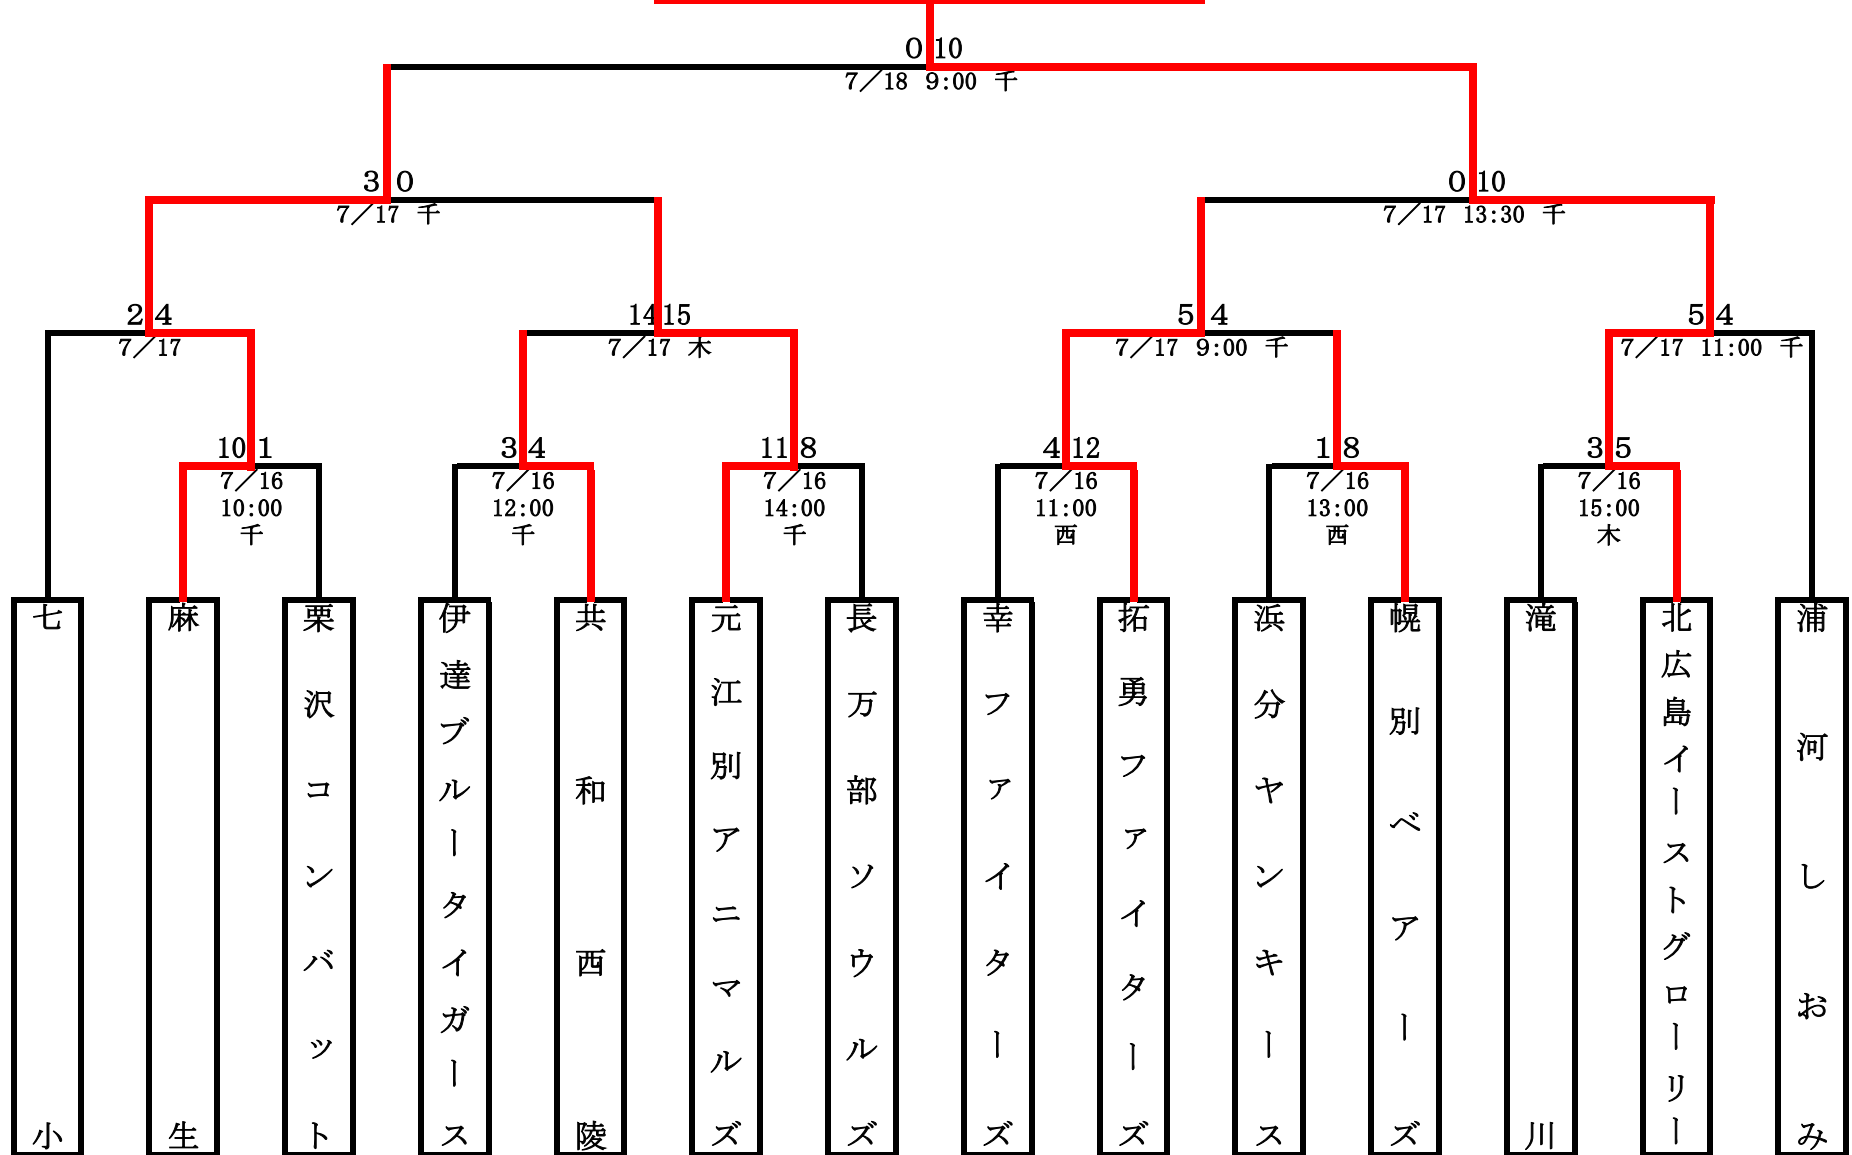 0 10
7／18 9:00 千
3 0
7／17 千
0 10
7／17 13:30 千
2 4
7／17
14 15
7／17 木
5 4
7／17 9:00 千
5 4
7／17 11:00 千
10 1
7／16
10:00
千
3 4
7／16
12:00
千
11 8
7／16
14:00
千
4 12
7／16
11:00
西
1 8
7／16
13:00
西
3 5
7／16
15:00
木
七小
麻生
栗沢コンバット
伊達ブルータイガース
共和西陵
元江別アニマルズ
長万部ソウルズ
幸ファイターズ
拓勇ファイターズ
浜分ヤンキース
幌別ベアーズ
滝川
北広島イーストグローリー
浦河しおみ